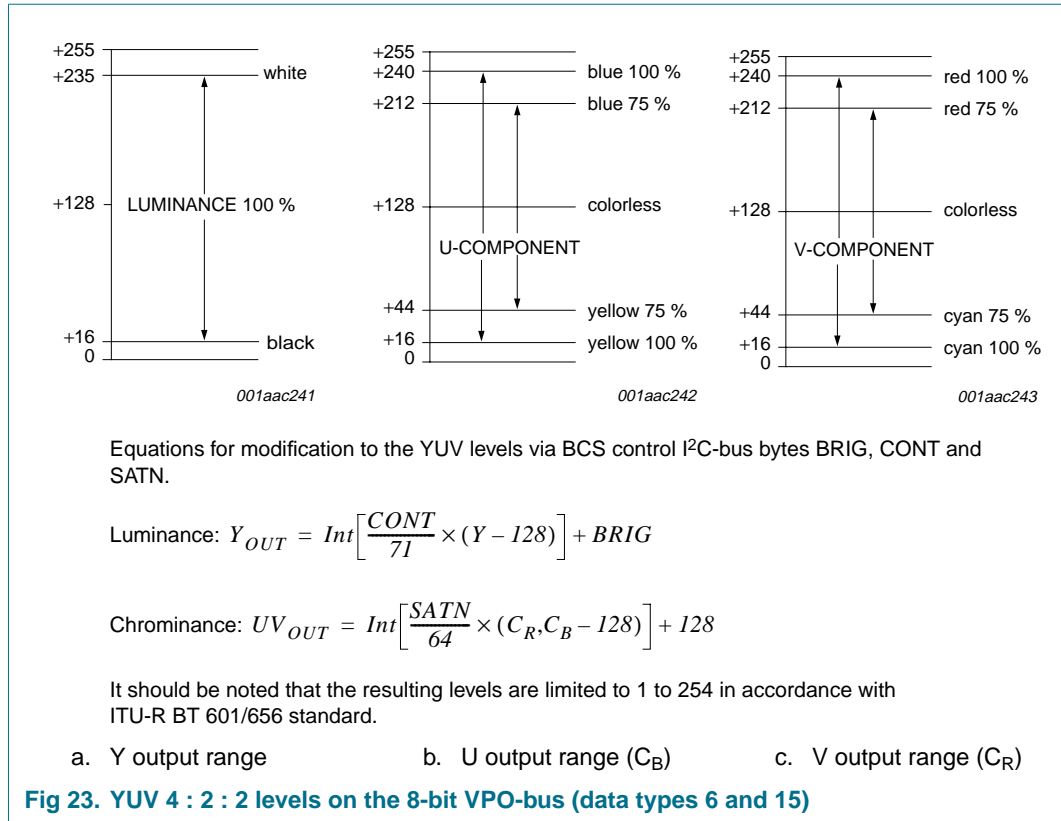 +255
+235
white
+128
LUMINANCE 100 %
+16
black
0
001aac241
+255
+240
blue 100 %
+212
blue 75 %
+128
colorless
U-COMPONENT
+44
yellow 75 %
+16
yellow 100 %
0
001aac242
+255
+240
red 100 %
+212
red 75 %
+128
colorless
V-COMPONENT
+44
cyan 75 %
+16
cyan 100 %
0
001aac243
Equations for modification to the YUV levels via BCS control I²C-bus bytes BRIG, CONT and
SATN.
Luminance: Y_OUT = Int[CONT/71 × (Y – 128)] + BRIG
Chrominance: UV_OUT = Int[SATN/64 × (C_R,C_B – 128)] + 128
It should be noted that the resulting levels are limited to 1 to 254 in accordance with
ITU-R BT 601/656 standard.
a. Y output range b. U output range (C_B) c. V output range (C_R)
Fig 23. YUV 4 : 2 : 2 levels on the 8-bit VPO-bus (data types 6 and 15)